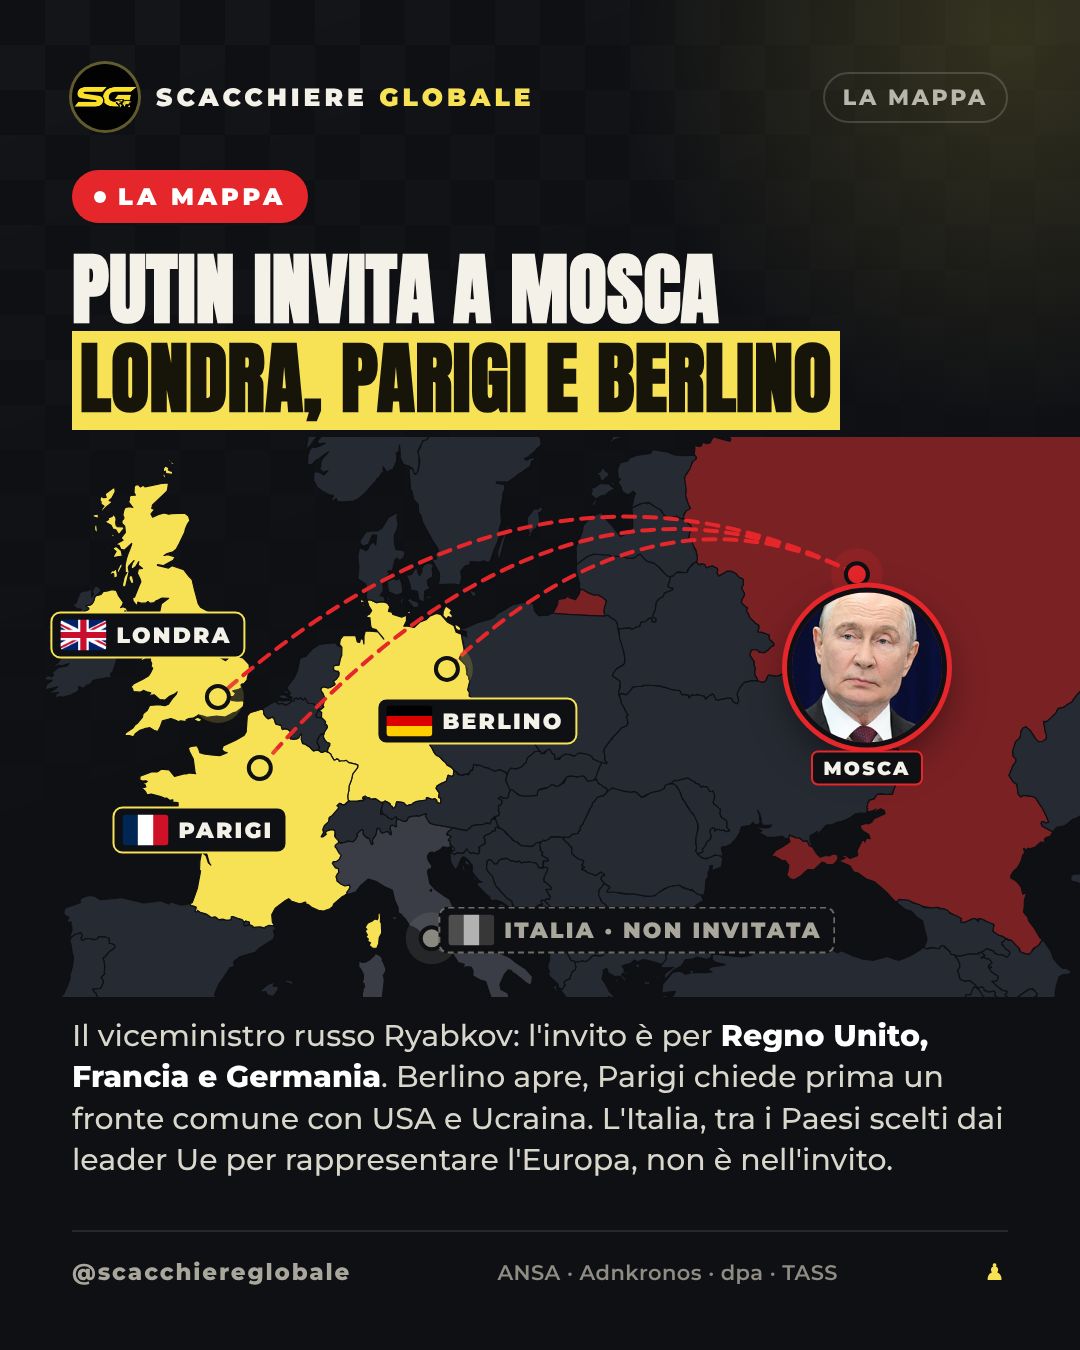 SG
SCACCHIERE GLOBALE
LA MAPPA
LA MAPPA
PUTIN INVITA A MOSCA
LONDRA, PARIGI E BERLINO
LONDRA
BERLINO
MOSCA
PARIGI
ITALIA · NON INVITATA
Il viceministro russo Ryabkov: l'invito è per Regno Unito,
Francia e Germania. Berlino apre, Parigi chiede prima un
fronte comune con USA e Ucraina. L'Italia, tra i Paesi scelti dai
leader Ue per rappresentare l'Europa, non è nell'invito.
@scacchiereglobale
ANSA · Adnkronos · dpa · TASS